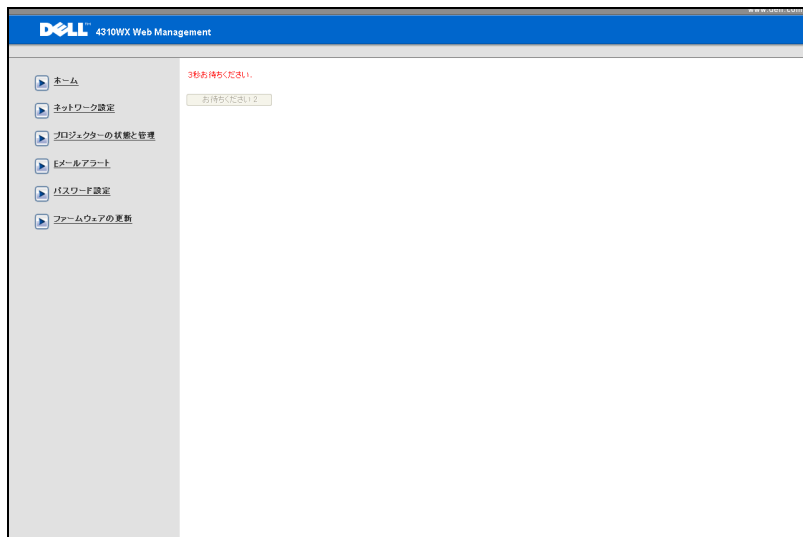 www.dell.com
DELL™ 4310WX Web Management
ホーム
ネットワーク設定
プロジェクターの状態と管理
Eメールアラート
パスワード設定
ファームウェアの更新
3秒お待ちください.
お待ちください 2